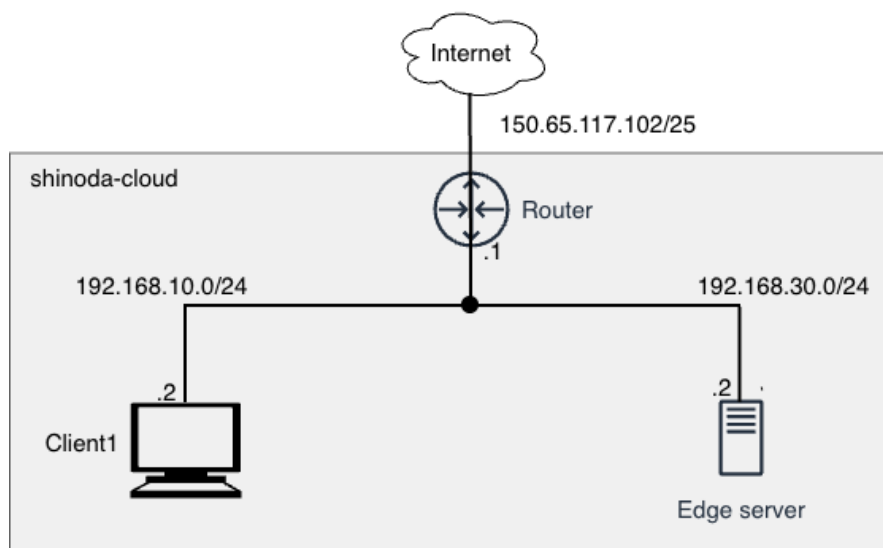 Internet
150.65.117.102/25
shinoda-cloud
Router
.1
192.168.10.0/24
192.168.30.0/24
.2
.2
Client1
Edge server